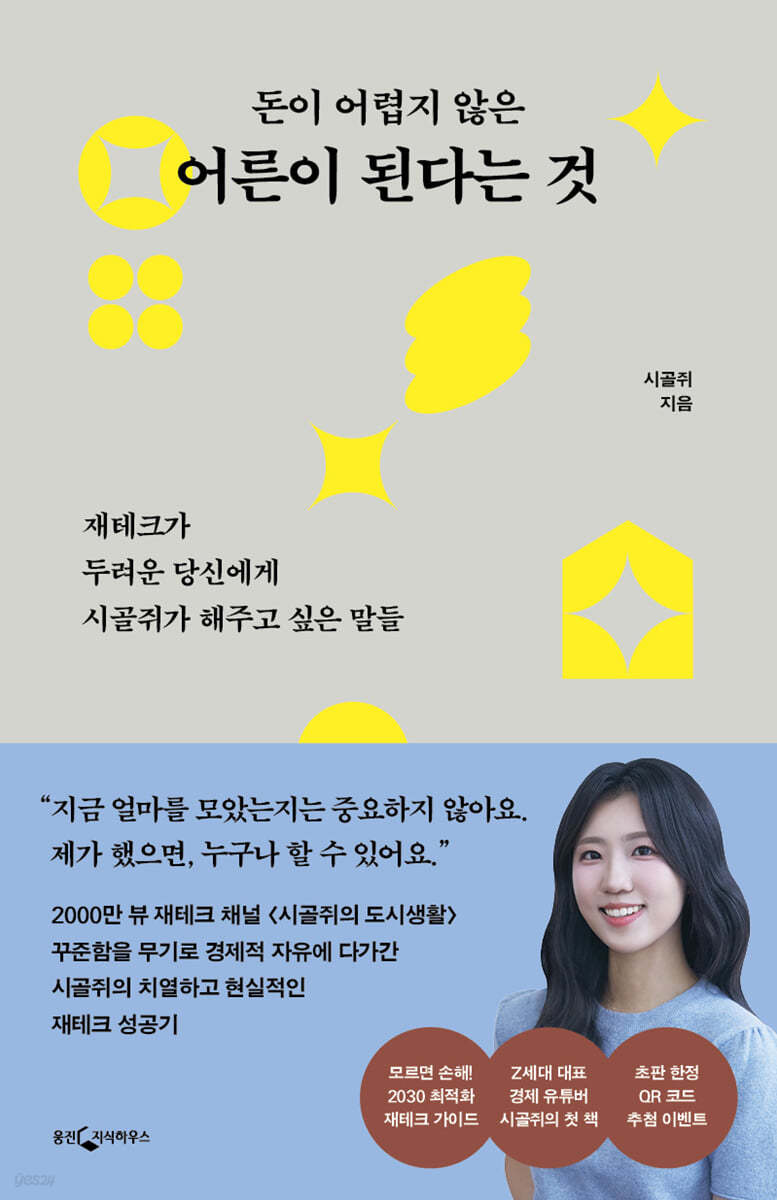 돈이 어렵지 않은
어른이 된다는 것
시골쥐
지음
재테크가
두려운 당신에게
시골쥐가 해주고 싶은 말들
“지금 얼마를 모았는지는 중요하지 않아요.
제가 했으면, 누구나 할 수 있어요.”
2000만 뷰 재테크 채널 〈시골쥐의 도시생활〉
꾸준함을 무기로 경제적 자유에 다가간
시골쥐의 치열하고 현실적인
재테크 성공기
모르면 손해!
2030 최적화
재테크 가이드
Z세대 대표
경제 유튜버
시골쥐의 첫 책
초판 한정
QR 코드
추첨 이벤트
웅진 지식하우스
yes24